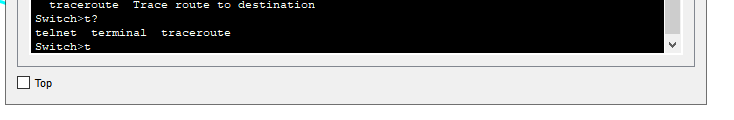 traceroute  Trace route to destination
Switch>t?
telnet  terminal  traceroute
Switch>t
Top